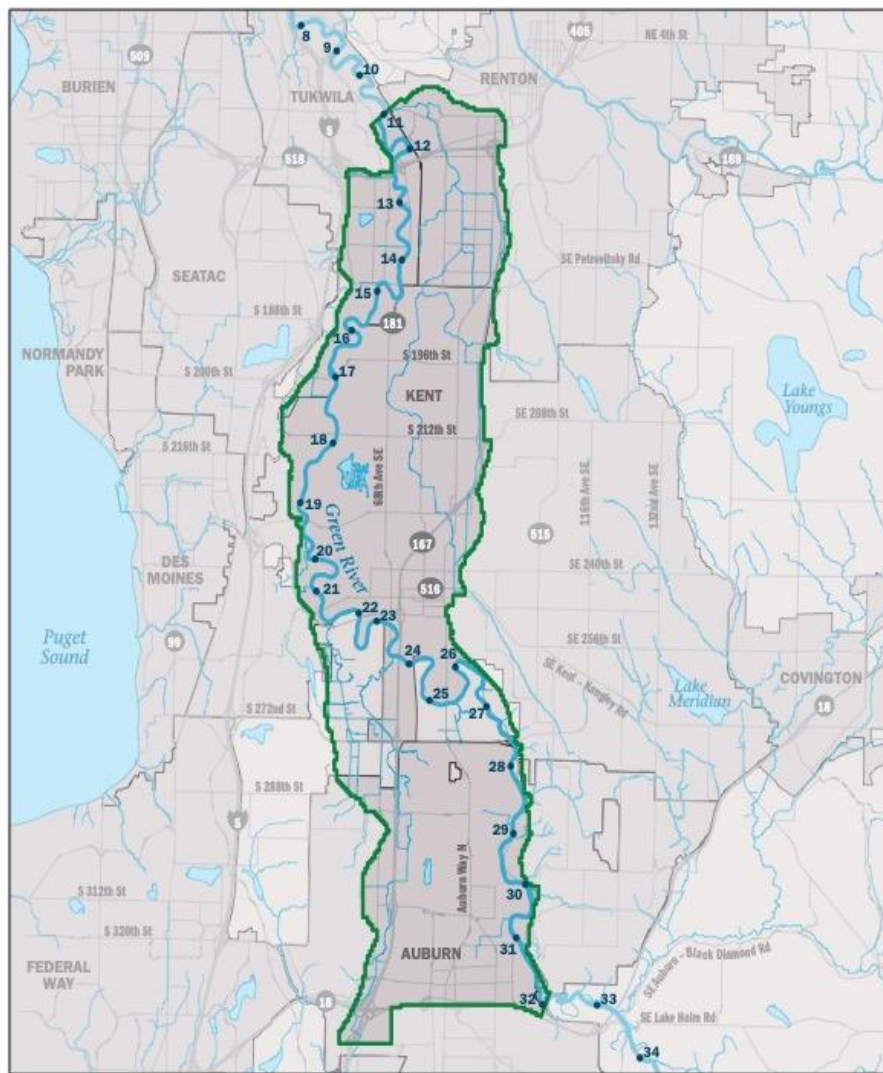 8
NE 4th St
405
509
9
BURIEN
10
RENTON
TUKWILA
5
11
12
518
169
13
14
SE Petrovitsky Rd
SEATAC
15
S 188th St
181
16
NORMANDY
PARK
S 196th St
S 200th St
17
KENT
Lake
Youngs
SE 208th St
S 212th St
18
S 216th St
68th Ave SE
116th Ave SE
132nd Ave SE
19
Green River
167
515
20
DES
MOINES
SE 240th St
516
21
22
23
Puget
Sound
99
SE 256th St
24
26
COVINGTON
SE Kent - Kangley Rd
Lake
Meridian
25
27
18
S 272nd St
28
S 288th St
5
29
Auburn Way N
30
S 312th St
S 320th St
31
AUBURN
SE Auburn - Black Diamond Rd
FEDERAL
WAY
18
32
33
SE Lake Holm Rd
34